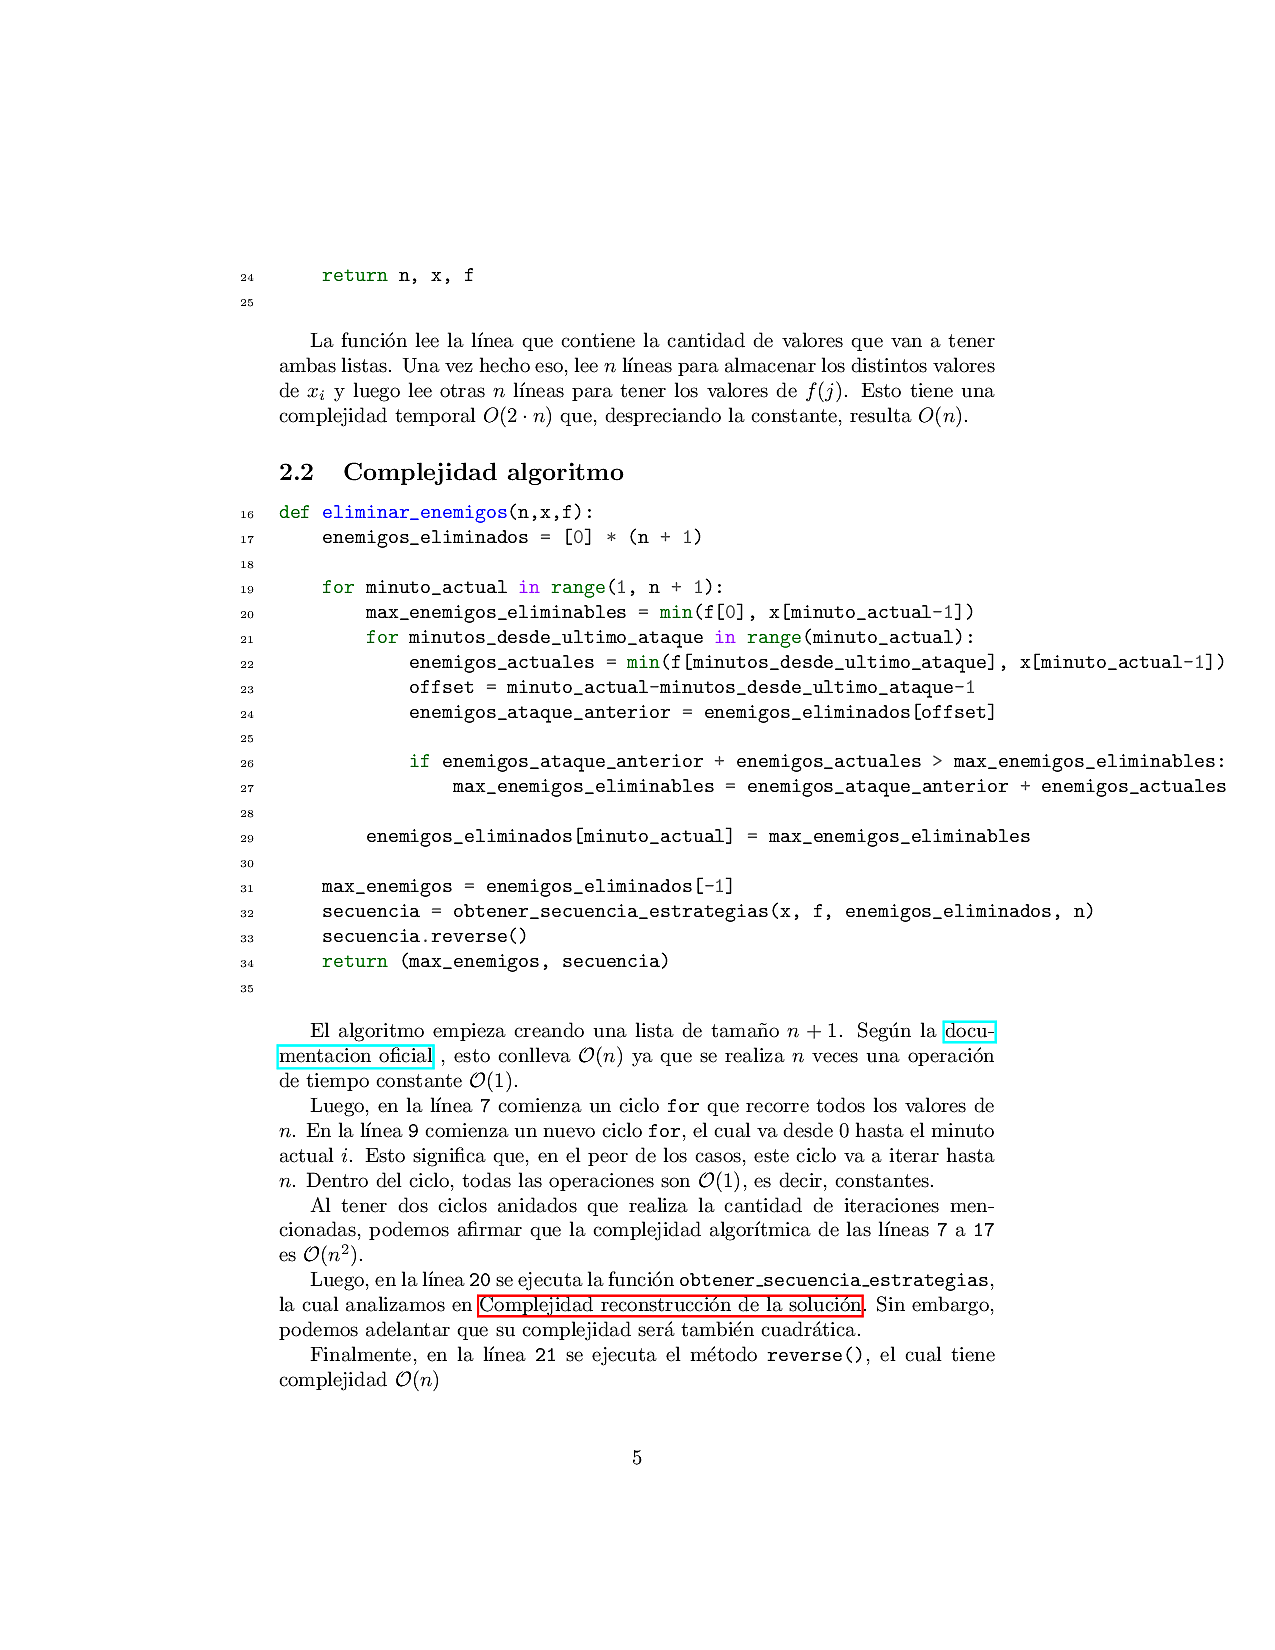 24 return n, x, f
25
La función lee la línea que contiene la cantidad de valores que van a tener
ambas listas. Una vez hecho eso, lee n líneas para almacenar los distintos valores
de xᵢ y luego lee otras n líneas para tener los valores de f(j). Esto tiene una
complejidad temporal O(2 · n) que, despreciando la constante, resulta O(n).
2.2 Complejidad algoritmo
16 def eliminar_enemigos(n,x,f):
17     enemigos_eliminados = [0] * (n + 1)
18
19     for minuto_actual in range(1, n + 1):
20         max_enemigos_eliminables = min(f[0], x[minuto_actual-1])
21         for minutos_desde_ultimo_ataque in range(minuto_actual):
22             enemigos_actuales = min(f[minutos_desde_ultimo_ataque], x[minuto_actual-1])
23             offset = minuto_actual-minutos_desde_ultimo_ataque-1
24             enemigos_ataque_anterior = enemigos_eliminados[offset]
25
26             if enemigos_ataque_anterior + enemigos_actuales > max_enemigos_eliminables:
27                 max_enemigos_eliminables = enemigos_ataque_anterior + enemigos_actuales
28
29         enemigos_eliminados[minuto_actual] = max_enemigos_eliminables
30
31     max_enemigos = enemigos_eliminados[-1]
32     secuencia = obtener_secuencia_estrategias(x, f, enemigos_eliminados, n)
33     secuencia.reverse()
34     return (max_enemigos, secuencia)
35
El algoritmo empieza creando una lista de tamaño n + 1. Según la docu-
mentacion oficial , esto conlleva O(n) ya que se realiza n veces una operación
de tiempo constante O(1).
Luego, en la línea 7 comienza un ciclo for que recorre todos los valores de
n. En la línea 9 comienza un nuevo ciclo for, el cual va desde 0 hasta el minuto
actual i. Esto significa que, en el peor de los casos, este ciclo va a iterar hasta
n. Dentro del ciclo, todas las operaciones son O(1), es decir, constantes.
Al tener dos ciclos anidados que realiza la cantidad de iteraciones men-
cionadas, podemos afirmar que la complejidad algorítmica de las líneas 7 a 17
es O(n²).
Luego, en la línea 20 se ejecuta la función obtener_secuencia_estrategias,
la cual analizamos en Complejidad reconstrucción de la solución. Sin embargo,
podemos adelantar que su complejidad será también cuadrática.
Finalmente, en la línea 21 se ejecuta el método reverse(), el cual tiene
complejidad O(n)
5